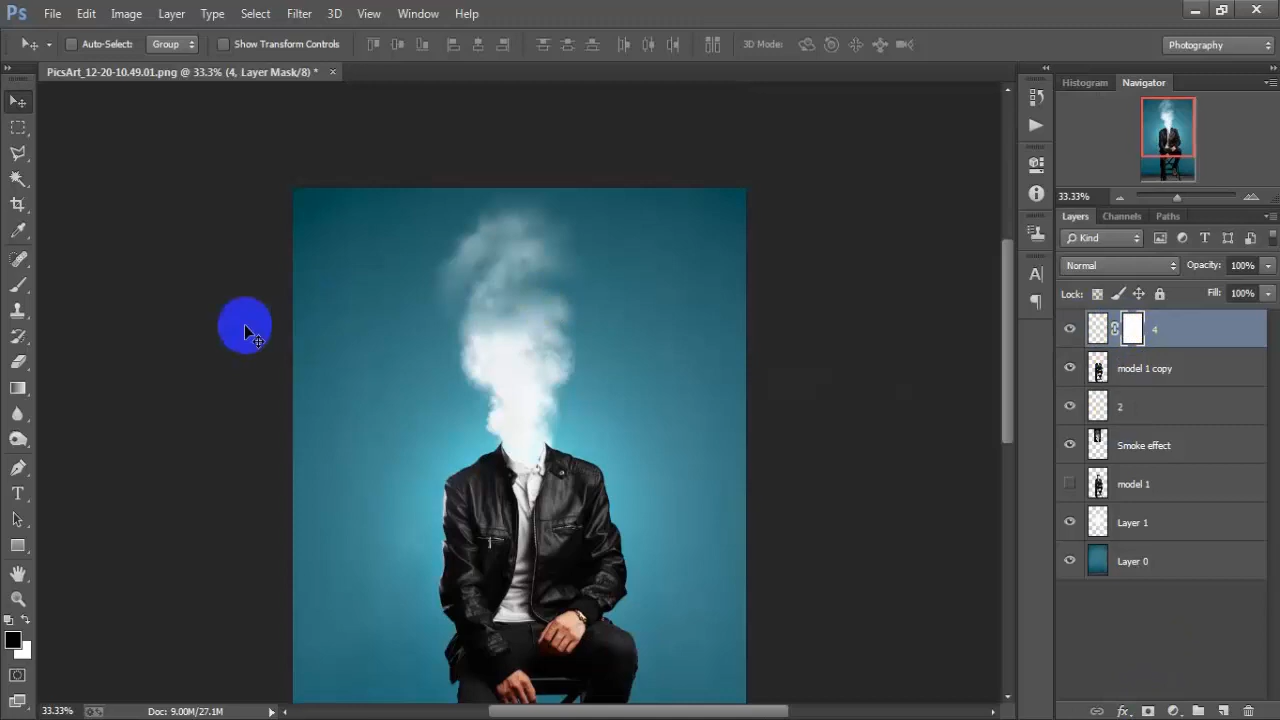 Ps File Edit Image Layer Type Select Filter 3D View Window Help
Auto-Select: Group Show Transform Controls 3D Mode: Photography
PicsArt_12-20-10.49.01.png @ 33.3% (4, Layer Mask/8) * ×
Histogram Navigator
33.33%
Layers Channels Paths
Kind
Normal Opacity: 100%
Lock: Fill: 100%
4
model 1 copy
2
Smoke effect
model 1
Layer 1
Layer 0
33.33% Doc: 9.00M/27.1M